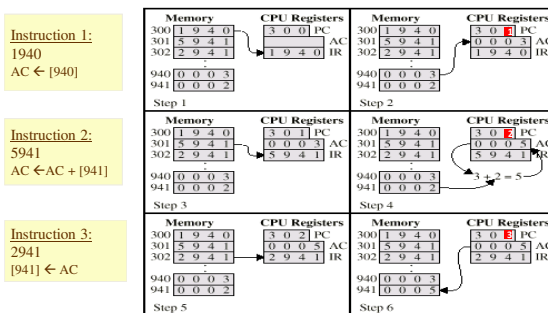 Instruction 1:
1940
AC ← [940]
Memory CPU Registers
300 1 9 4 0 3 0 0 PC
301 5 9 4 1 AC
302 2 9 4 1 1 9 4 0 IR
:
940 0 0 0 3
941 0 0 0 2
Step 1
Memory CPU Registers
300 1 9 4 0 3 0 1 PC
301 5 9 4 1 0 0 0 3 AC
302 2 9 4 1 1 9 4 0 IR
:
940 0 0 0 3
941 0 0 0 2
Step 2
Instruction 2:
5941
AC ←AC + [941]
Memory CPU Registers
300 1 9 4 0 3 0 1 PC
301 5 9 4 1 0 0 0 3 AC
302 2 9 4 1 5 9 4 1 IR
:
940 0 0 0 3
941 0 0 0 2
Step 3
Memory CPU Registers
300 1 9 4 0 3 0 2 PC
301 5 9 4 1 0 0 0 5 AC
302 2 9 4 1 5 9 4 1 IR
:
940 0 0 0 3 3 + 2 = 5
941 0 0 0 2
Step 4
Instruction 3:
2941
[941] ← AC
Memory CPU Registers
300 1 9 4 0 3 0 2 PC
301 5 9 4 1 0 0 0 5 AC
302 2 9 4 1 2 9 4 1 IR
:
940 0 0 0 3
941 0 0 0 2
Step 5
Memory CPU Registers
300 1 9 4 0 3 0 3 PC
301 5 9 4 1 0 0 0 5 AC
302 2 9 4 1 2 9 4 1 IR
:
940 0 0 0 3
941 0 0 0 5
Step 6